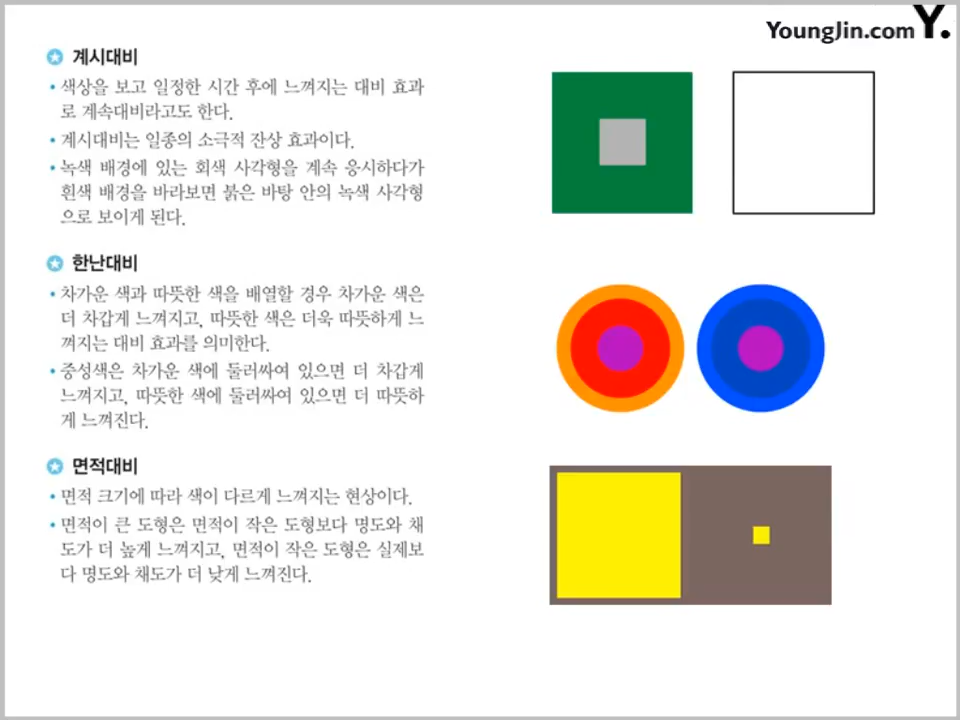 YoungJin.com Y.
계시대비
• 색상을 보고 일정한 시간 후에 느껴지는 대비 효과
로 계속대비라고도 한다.
• 계시대비는 일종의 소극적 잔상 효과이다.
• 녹색 배경에 있는 회색 사각형을 계속 응시하다가
흰색 배경을 바라보면 붉은 바탕 안의 녹색 사각형
으로 보이게 된다.
한난대비
• 차가운 색과 따뜻한 색을 배열할 경우 차가운 색은
더 차갑게 느껴지고, 따뜻한 색은 더욱 따뜻하게 느
껴지는 대비 효과를 의미한다.
• 중성색은 차가운 색에 둘러싸여 있으면 더 차갑게
느껴지고, 따뜻한 색에 둘러싸여 있으면 더 따뜻하
게 느껴진다.
면적대비
• 면적 크기에 따라 색이 다르게 느껴지는 현상이다.
• 면적이 큰 도형은 면적이 작은 도형보다 명도와 채
도가 더 높게 느껴지고, 면적이 작은 도형은 실제보
다 명도와 채도가 더 낮게 느껴진다.